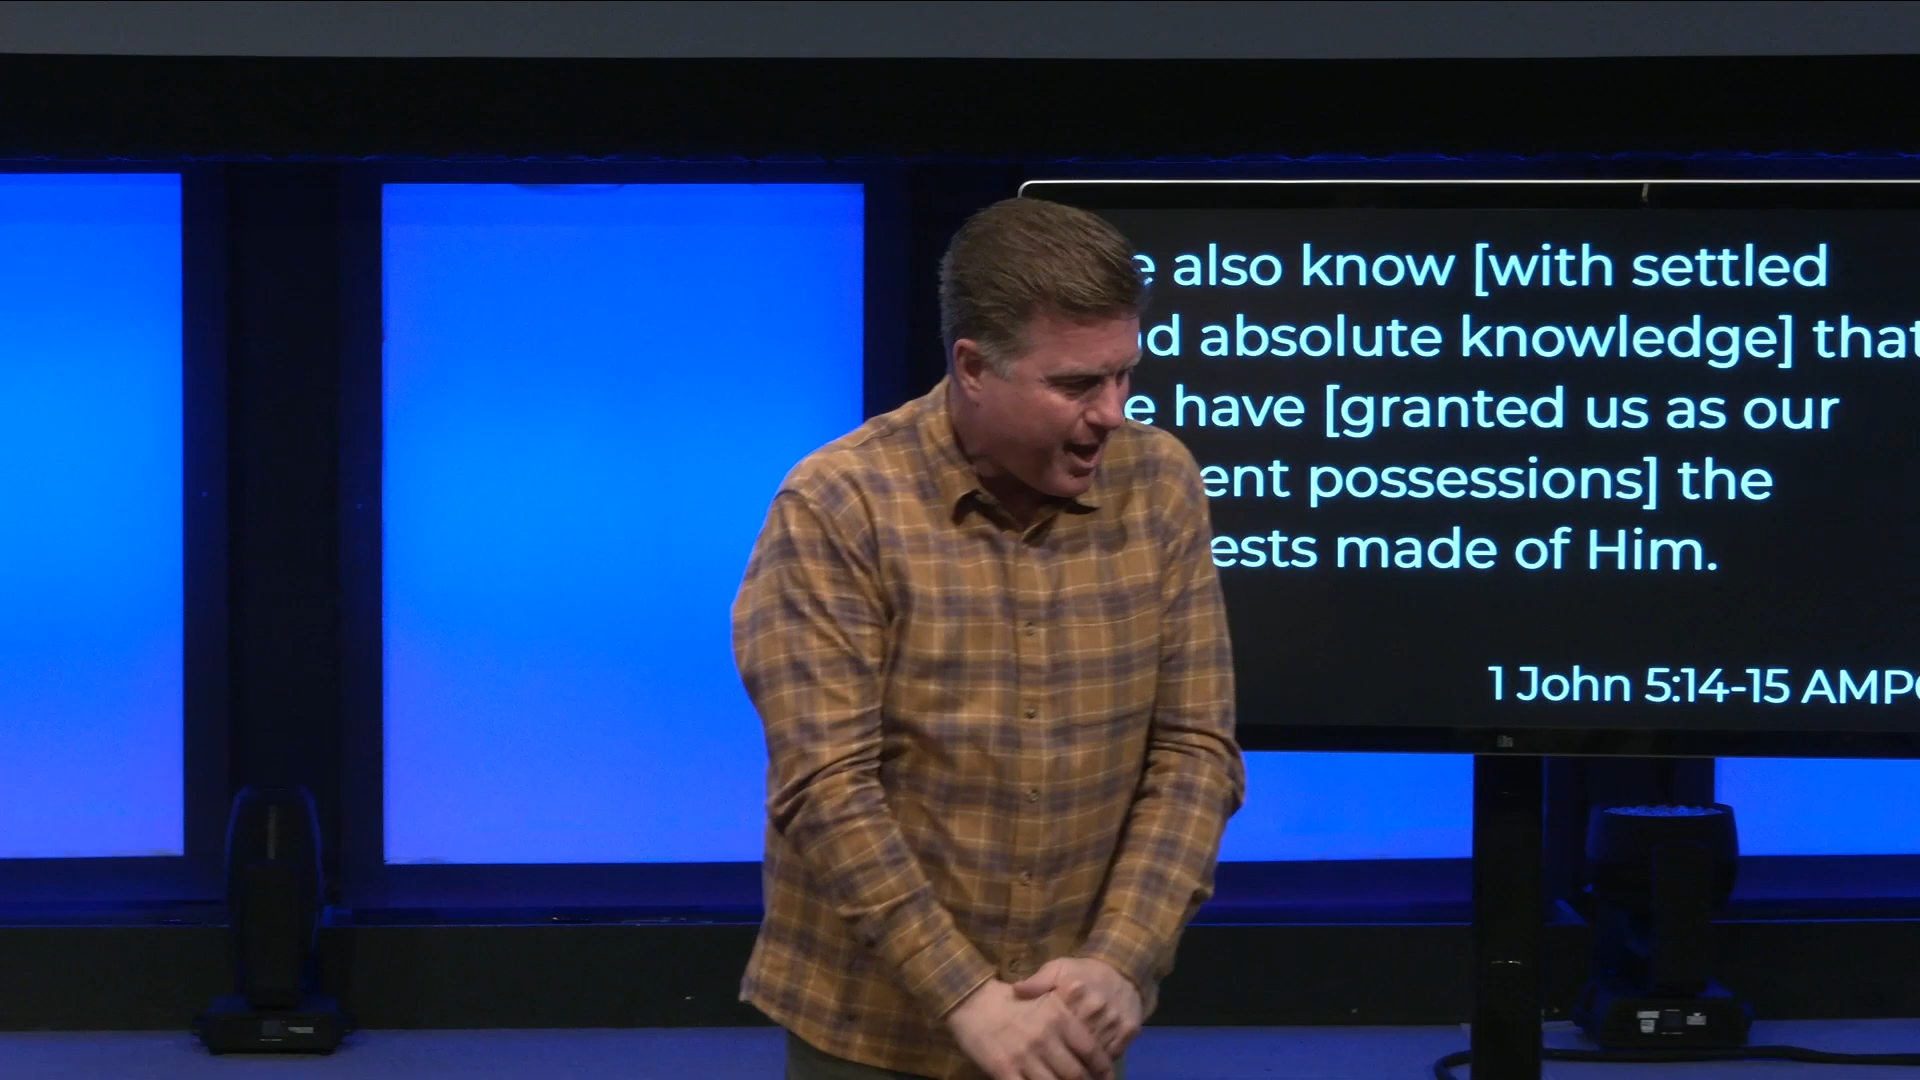 e also know [with settled
d absolute knowledge] that
e have [granted us as our
ent possessions] the
ests made of Him.
1 John 5:14-15 AMP